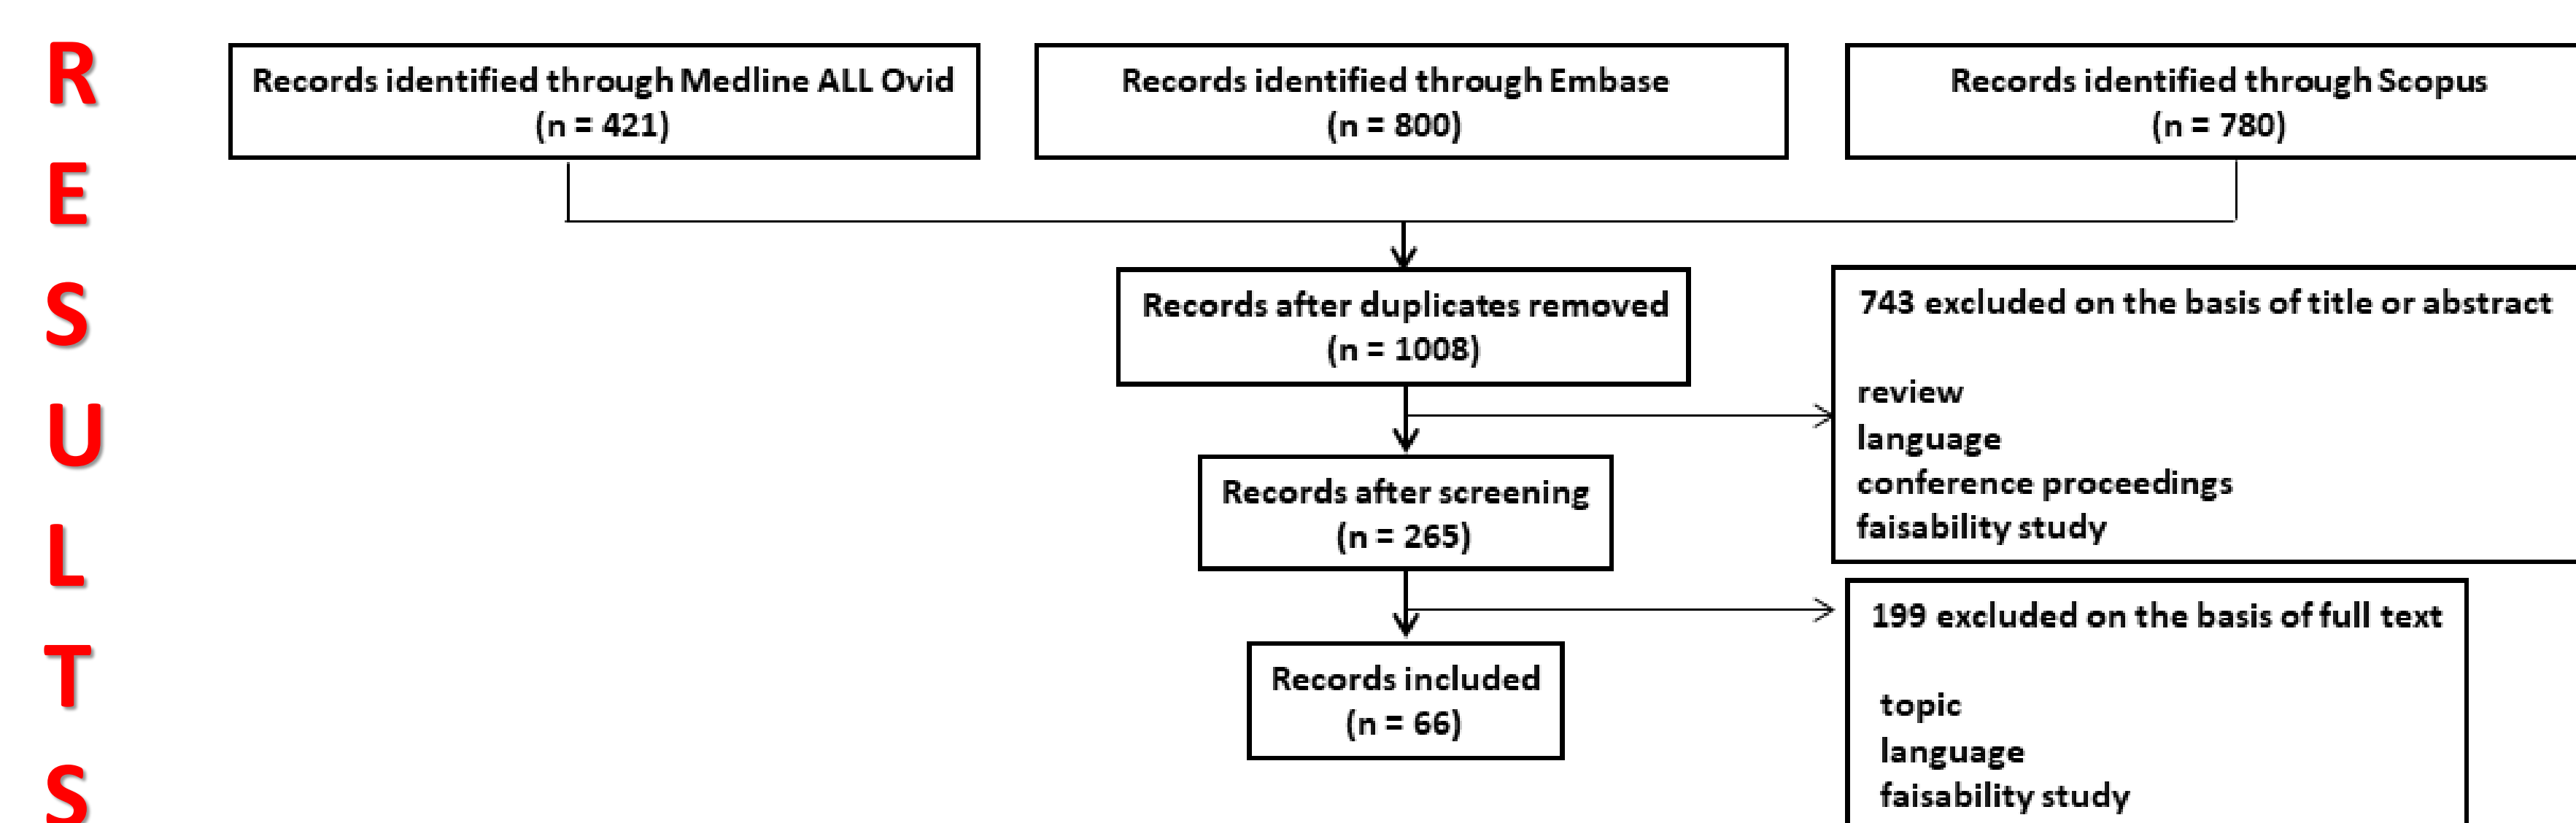 RESULTS
Records identified through Medline ALL Ovid
(n = 421)
Records identified through Embase
(n = 800)
Records identified through Scopus
(n = 780)
Records after duplicates removed
(n = 1008)
743 excluded on the basis of title or abstract
review
language
conference proceedings
faisability study
Records after screening
(n = 265)
199 excluded on the basis of full text
topic
language
faisability study
Records included
(n = 66)